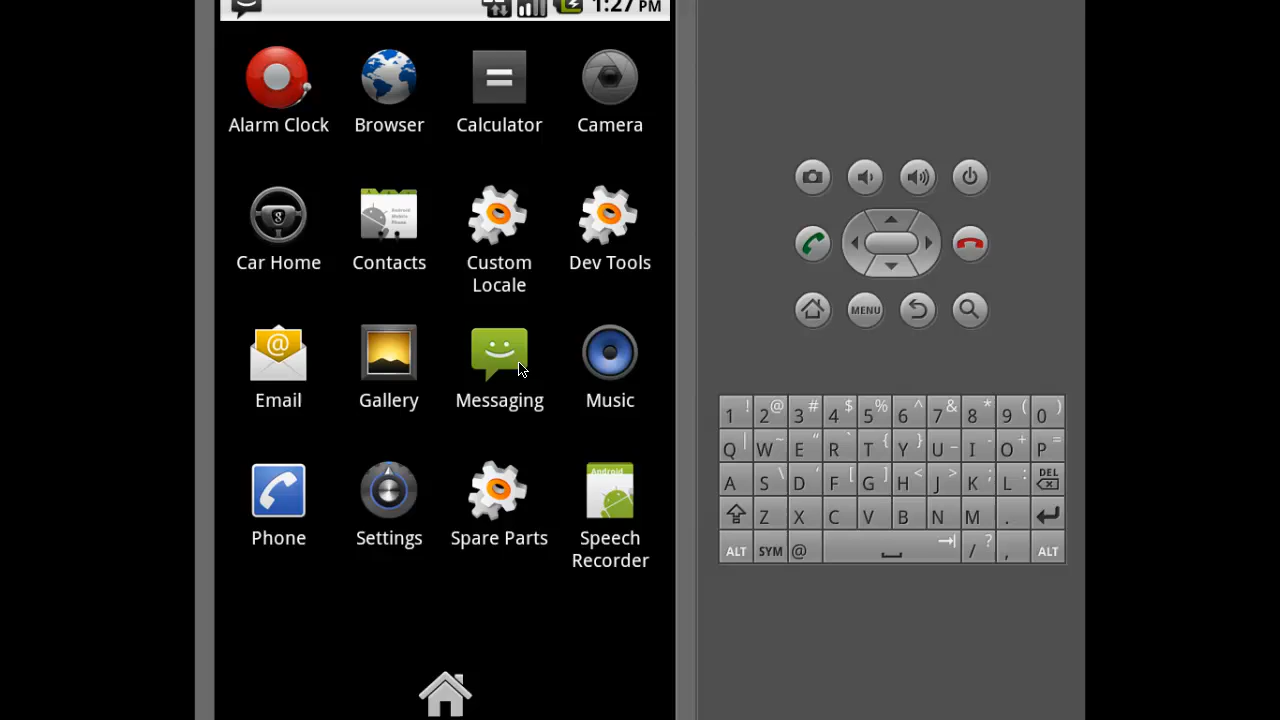 1:27 PM
Alarm Clock Browser Calculator Camera
Car Home Contacts Custom Locale Dev Tools
Email Gallery Messaging Music
Phone Settings Spare Parts Speech Recorder
Android
MENU
1 ! 2 @ 3 # 4 $ 5 % 6 ^ 7 & 8 * 9 ( 0 )
Q | W ~ E “ R ` T { Y } U _ I - O + P =
A S \ D ' F [ G ] H < J > K ; L : DEL
Z X C V B N M .
ALT SYM @ / ? , ALT